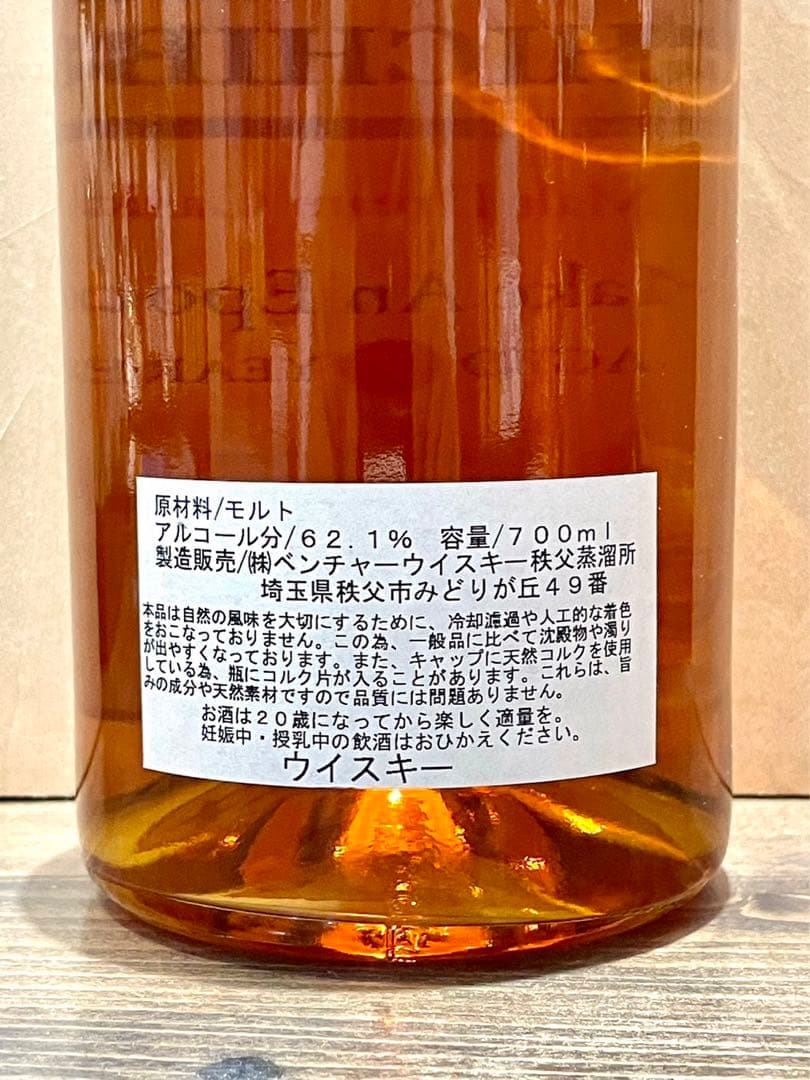 原材料/モルト
アルコール分/６２.１％ 容量/７００ml
製造販売/㈱ベンチャーウイスキー秩父蒸溜所
埼玉県秩父市みどりが丘４９番
本品は自然の風味を大切にするために、冷却濾過や人工的な着色
をおこなっておりません。この為、一般品に比べて沈殿物や濁り
が出やすくなっております。また、キャップに天然コルクを使用
している為、瓶にコルク片が入ることがあります。これらは、旨
みの成分や天然素材ですので品質には問題ありません。
お酒は２０歳になってから楽しく適量を。
妊娠中・授乳中の飲酒はおひかえください。
ウイスキー